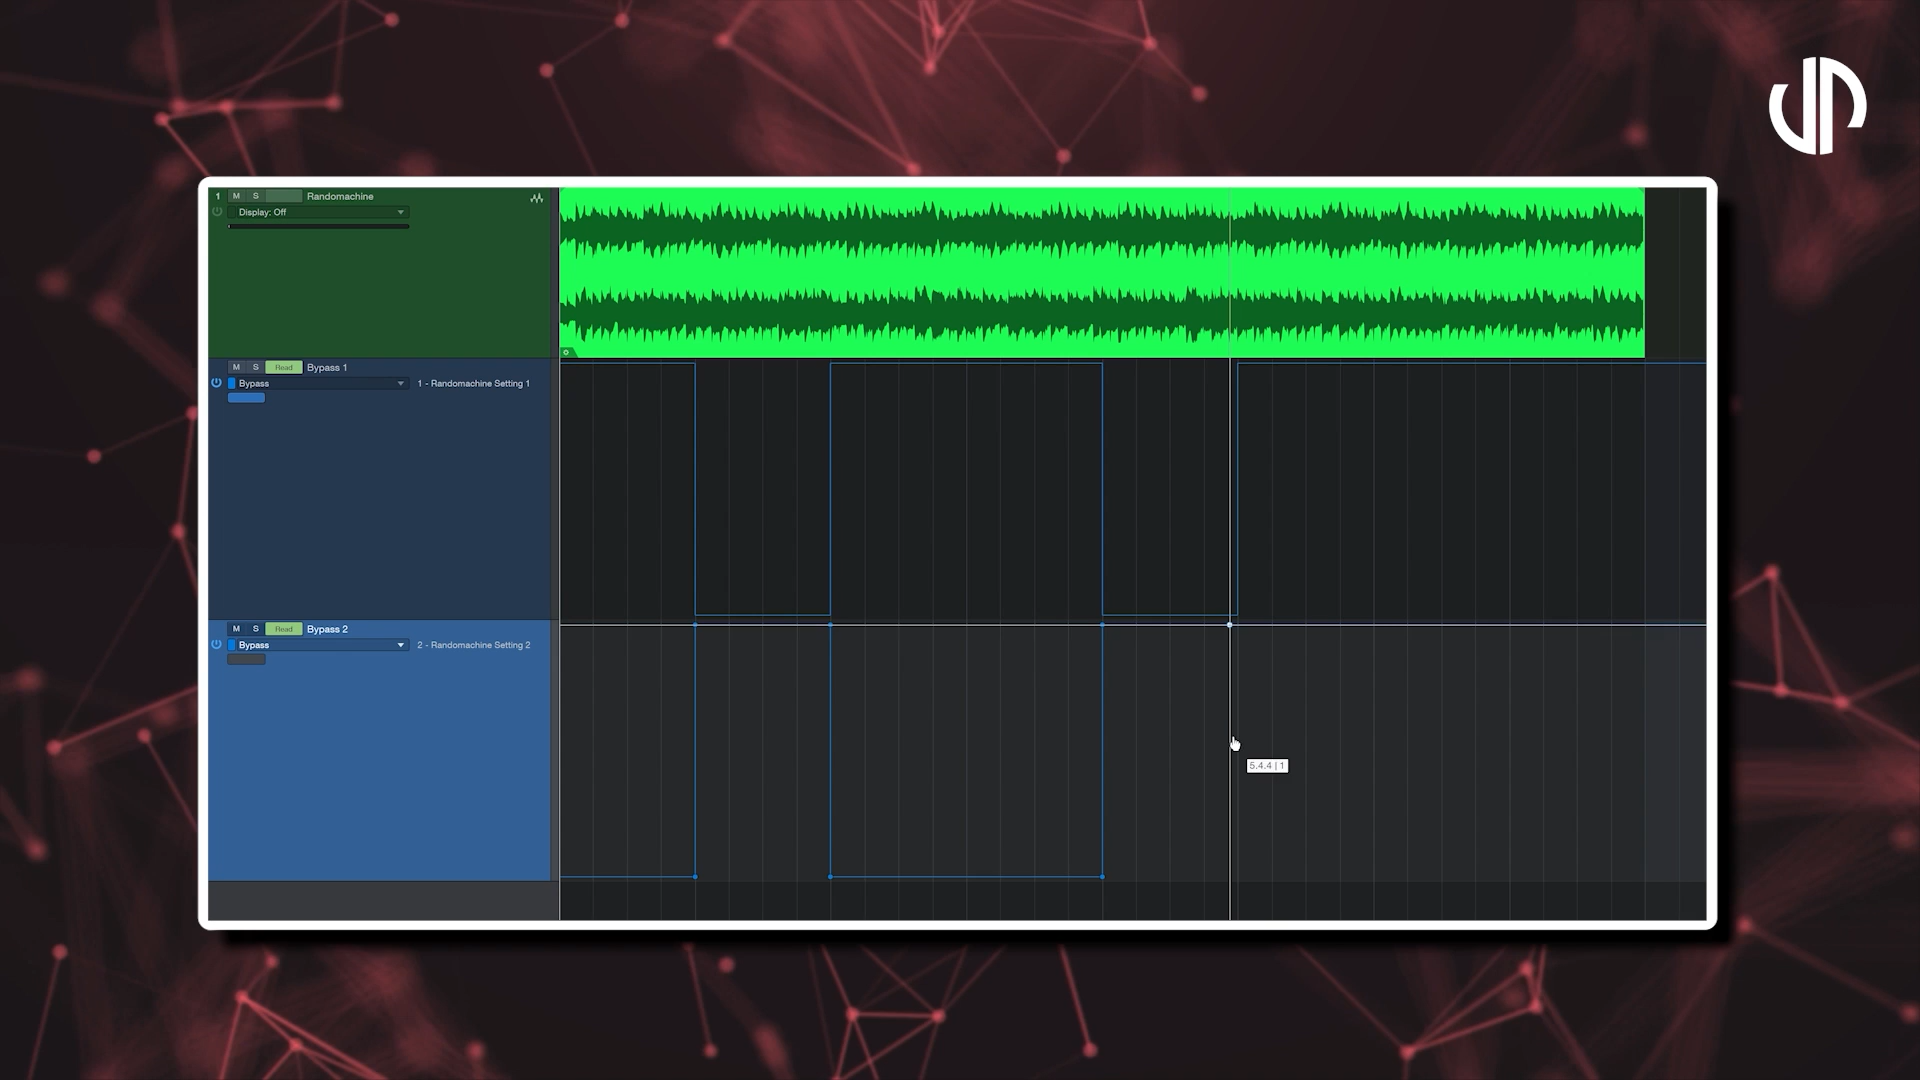 1 M S Randomachine
Display: Off
M S Read Bypass 1
Bypass 1 - Randomachine Setting 1
M S Read Bypass 2
Bypass 2 - Randomachine Setting 2
5.4.4 | 1